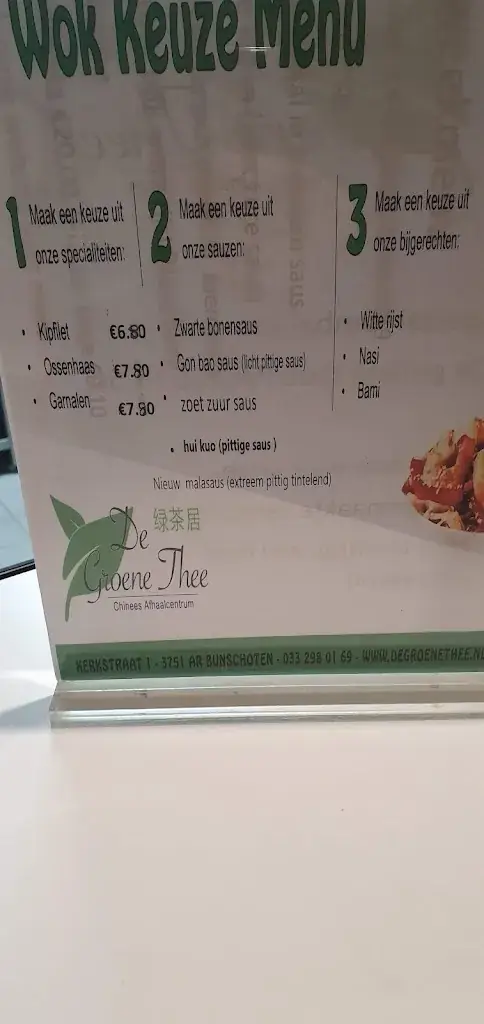 Wok Keuze Menu
1 Maak een keuze uit
onze specialiteiten:
• Kipfilet €6.80
• Ossenhaas €7.80
• Garnalen €7.80
2 Maak een keuze uit
onze sauzen:
• Zwarte bonensaus
• Gon bao saus (licht pittige saus)
• zoet zuur saus
• hui kuo (pittige saus )
Nieuw malasaus (extreem pittig tintelend)
3 Maak een keuze uit
onze bijgerechten:
• Witte rijst
• Nasi
• Bami
绿茶居
De
Groene Thee
Chinees Afhaalcentrum
KERKSTRAAT 1 - 3751 AR BUNSCHOTEN - 033 298 01 69 - WWW.DEGROENETHEE.NL